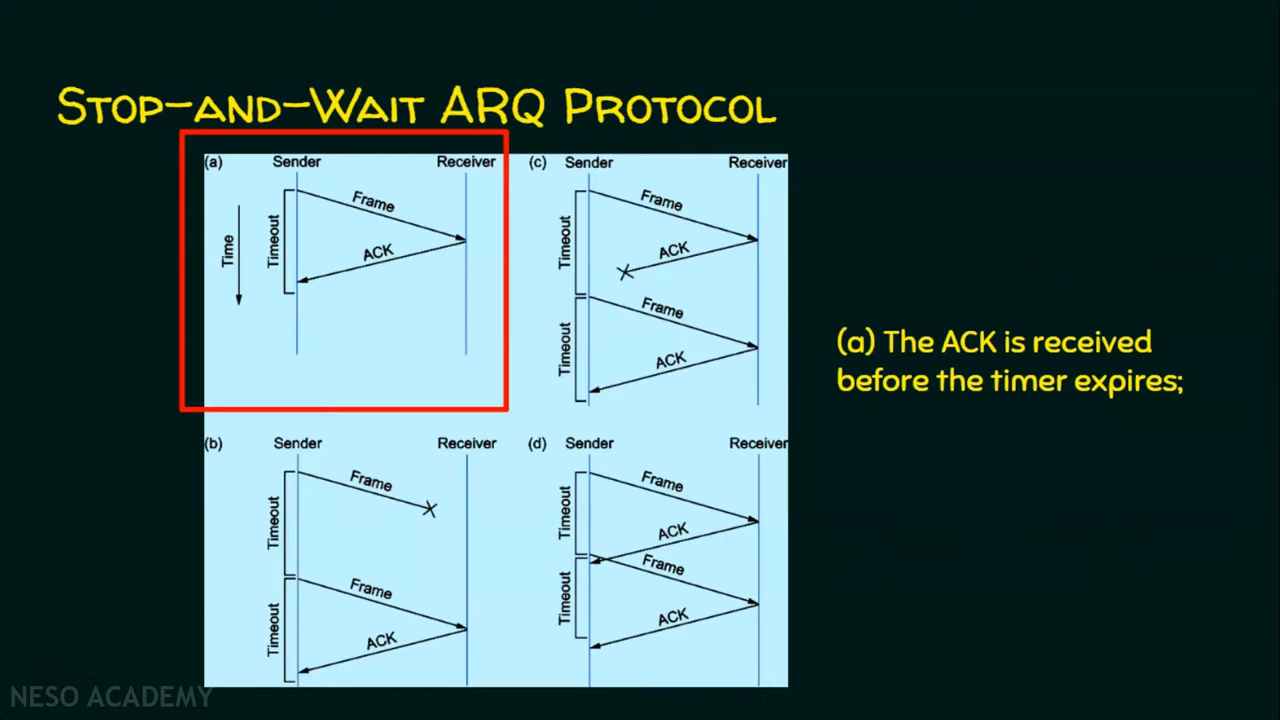 STOP-AND-WAIT ARQ PROTOCOL
(a) Sender Receiver
Time
Timeout
Frame
ACK
(c) Sender Receiver
Timeout
Frame
ACK
Timeout
Frame
ACK
(b) Sender Receiver
Timeout
Frame
Timeout
Frame
ACK
(d) Sender Receiver
Timeout
Frame
ACK
Timeout
Frame
ACK
(a) The ACK is received
before the timer expires;
NESO ACADEMY